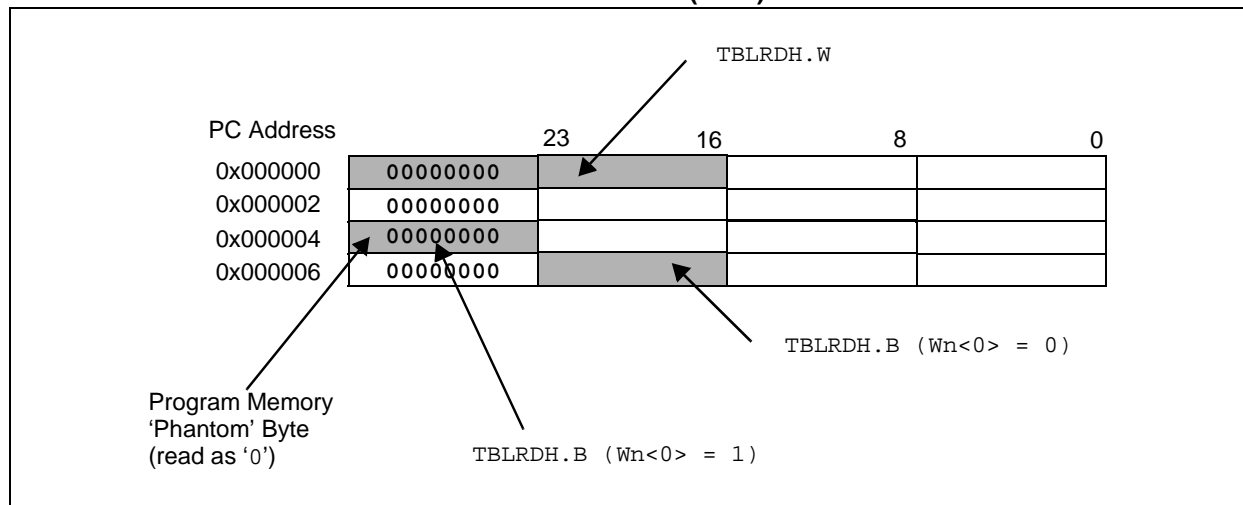 TBLRDH.W
PC Address
23 16 8 0
0x000000 00000000
0x000002 00000000
0x000004 00000000
0x000006 00000000
TBLRDH.B (Wn<0> = 0)
Program Memory
‘Phantom’ Byte
(read as ‘0’)
TBLRDH.B (Wn<0> = 1)